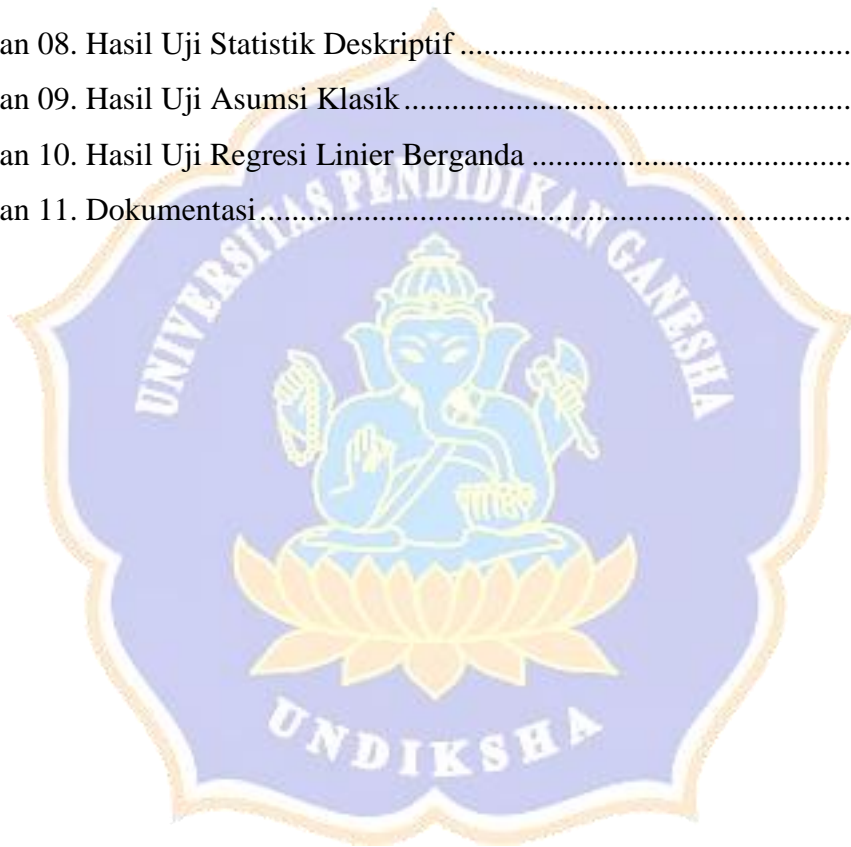 an 08. Hasil Uji Statistik Deskriptif ................................................
an 09. Hasil Uji Asumsi Klasik ........................................................
an 10. Hasil Uji Regresi Linier Berganda ........................................
an 11. Dokumentasi ..........................................................................
UNIVERSITAS PENDIDIKAN GANESHA
UNDIKSHA